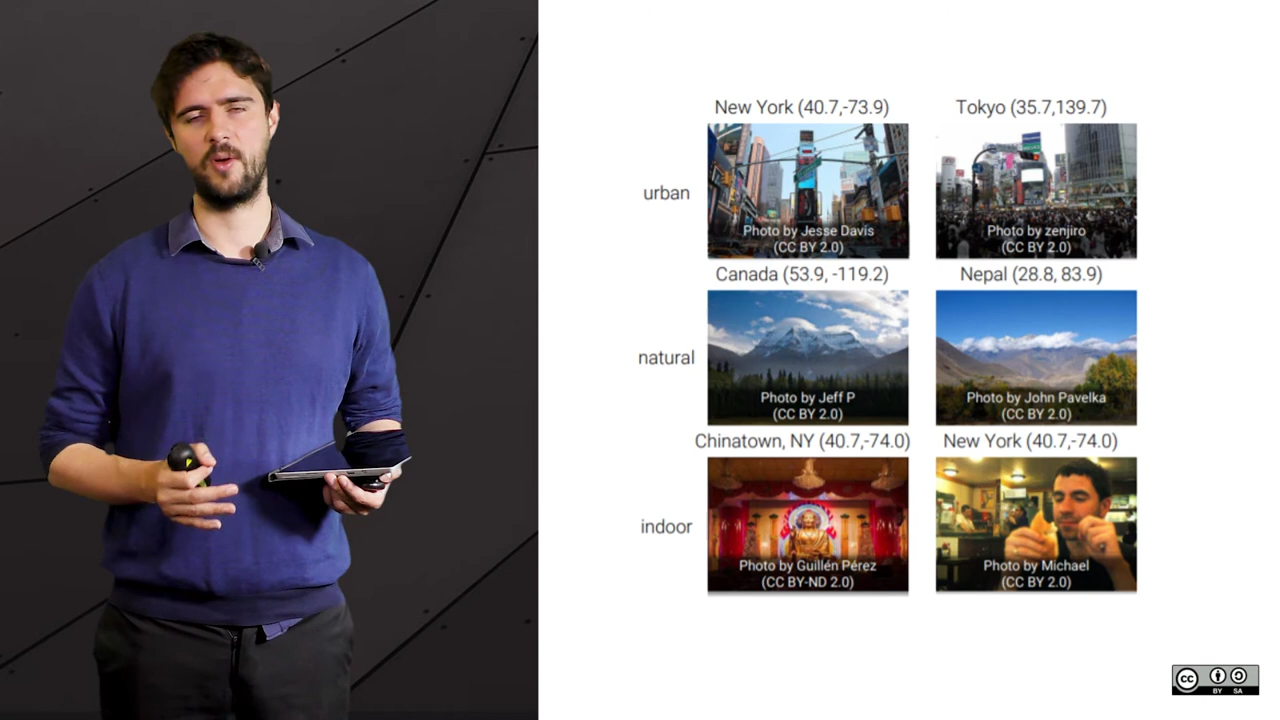 New York (40.7,-73.9)
Tokyo (35.7,139.7)
urban
Photo by Jesse Davis
(CC BY 2.0)
Photo by zenjiro
(CC BY 2.0)
Canada (53.9, -119.2)
Nepal (28.8, 83.9)
natural
Photo by Jeff P
(CC BY 2.0)
Photo by John Pavelka
(CC BY 2.0)
Chinatown, NY (40.7,-74.0)
New York (40.7,-74.0)
indoor
Photo by Guillén Pérez
(CC BY-ND 2.0)
Photo by Michael
(CC BY 2.0)
CC
BY SA